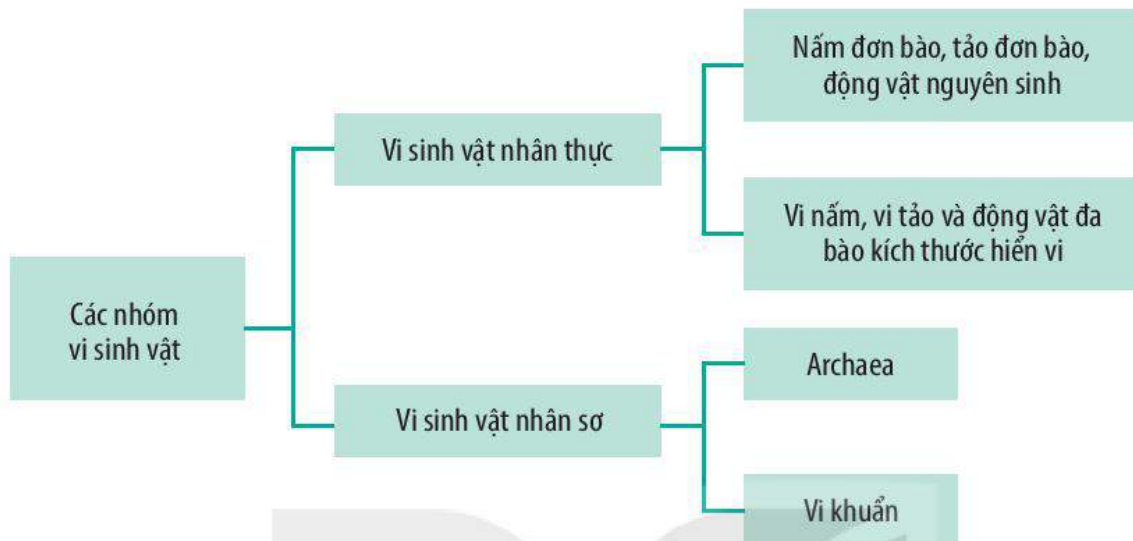 Nấm đơn bào, tảo đơn bào,
động vật nguyên sinh
Vi sinh vật nhân thực
Vi nấm, vi tảo và động vật đa
bào kích thước hiển vi
Các nhóm
vi sinh vật
Archaea
Vi sinh vật nhân sơ
Vi khuẩn